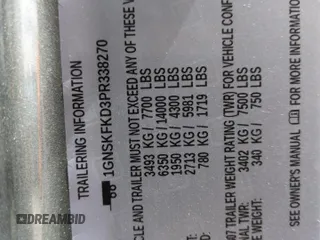 TRAILERING INFORMATION
1GNSKFKD3PR338270
CLE AND TRAILER MUST NOT EXCEED ANY OF THESE V
3493 KG / 7700 LBS
6350 KG / 14000 LBS
1950 KG / 4300 LBS
2713 KG / 5981 LBS
780 KG / 1719 LBS
07 TRAILER WEIGHT RATING (TWR) FOR VEHICLE CONF
ONAL TWR: 3402 KG / 7500 LBS
E WEIGHT: 340 KG / 750 LBS
SEE OWNER'S MANUAL FOR MORE INFORMATION
DREAMBID